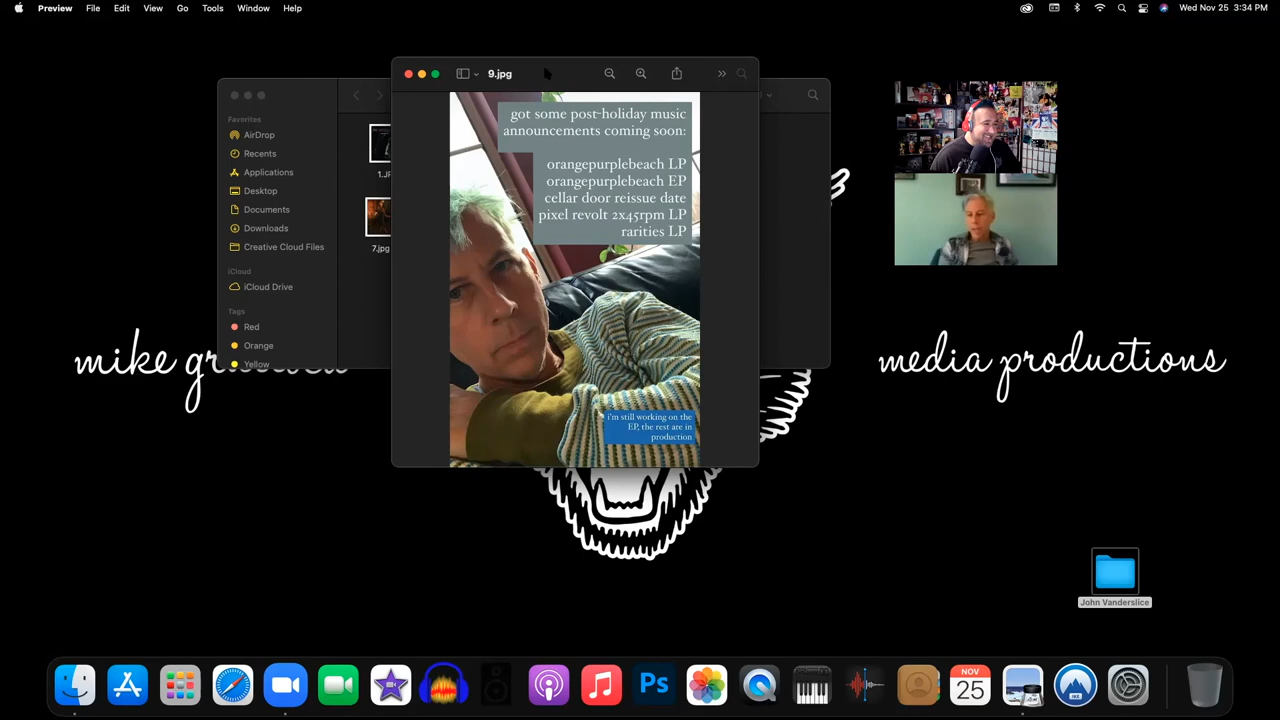 Preview File Edit View Go Tools Window Help
Wed Nov 25 3:34 PM
9.jpg
Favorites
AirDrop
Recents
Applications
Desktop
Documents
Downloads
Creative Cloud Files
iCloud
iCloud Drive
Tags
Red
Orange
Yellow
7.jpg
got some post-holiday music
announcements coming soon:
orangepurplebeach LP
orangepurplebeach EP
cellar door reissue date
pixel revolt 2x45rpm LP
rarities LP
i'm still working on the
EP, the rest are in
production
mike
media productions
John Vanderslice
Ps
NOV
25